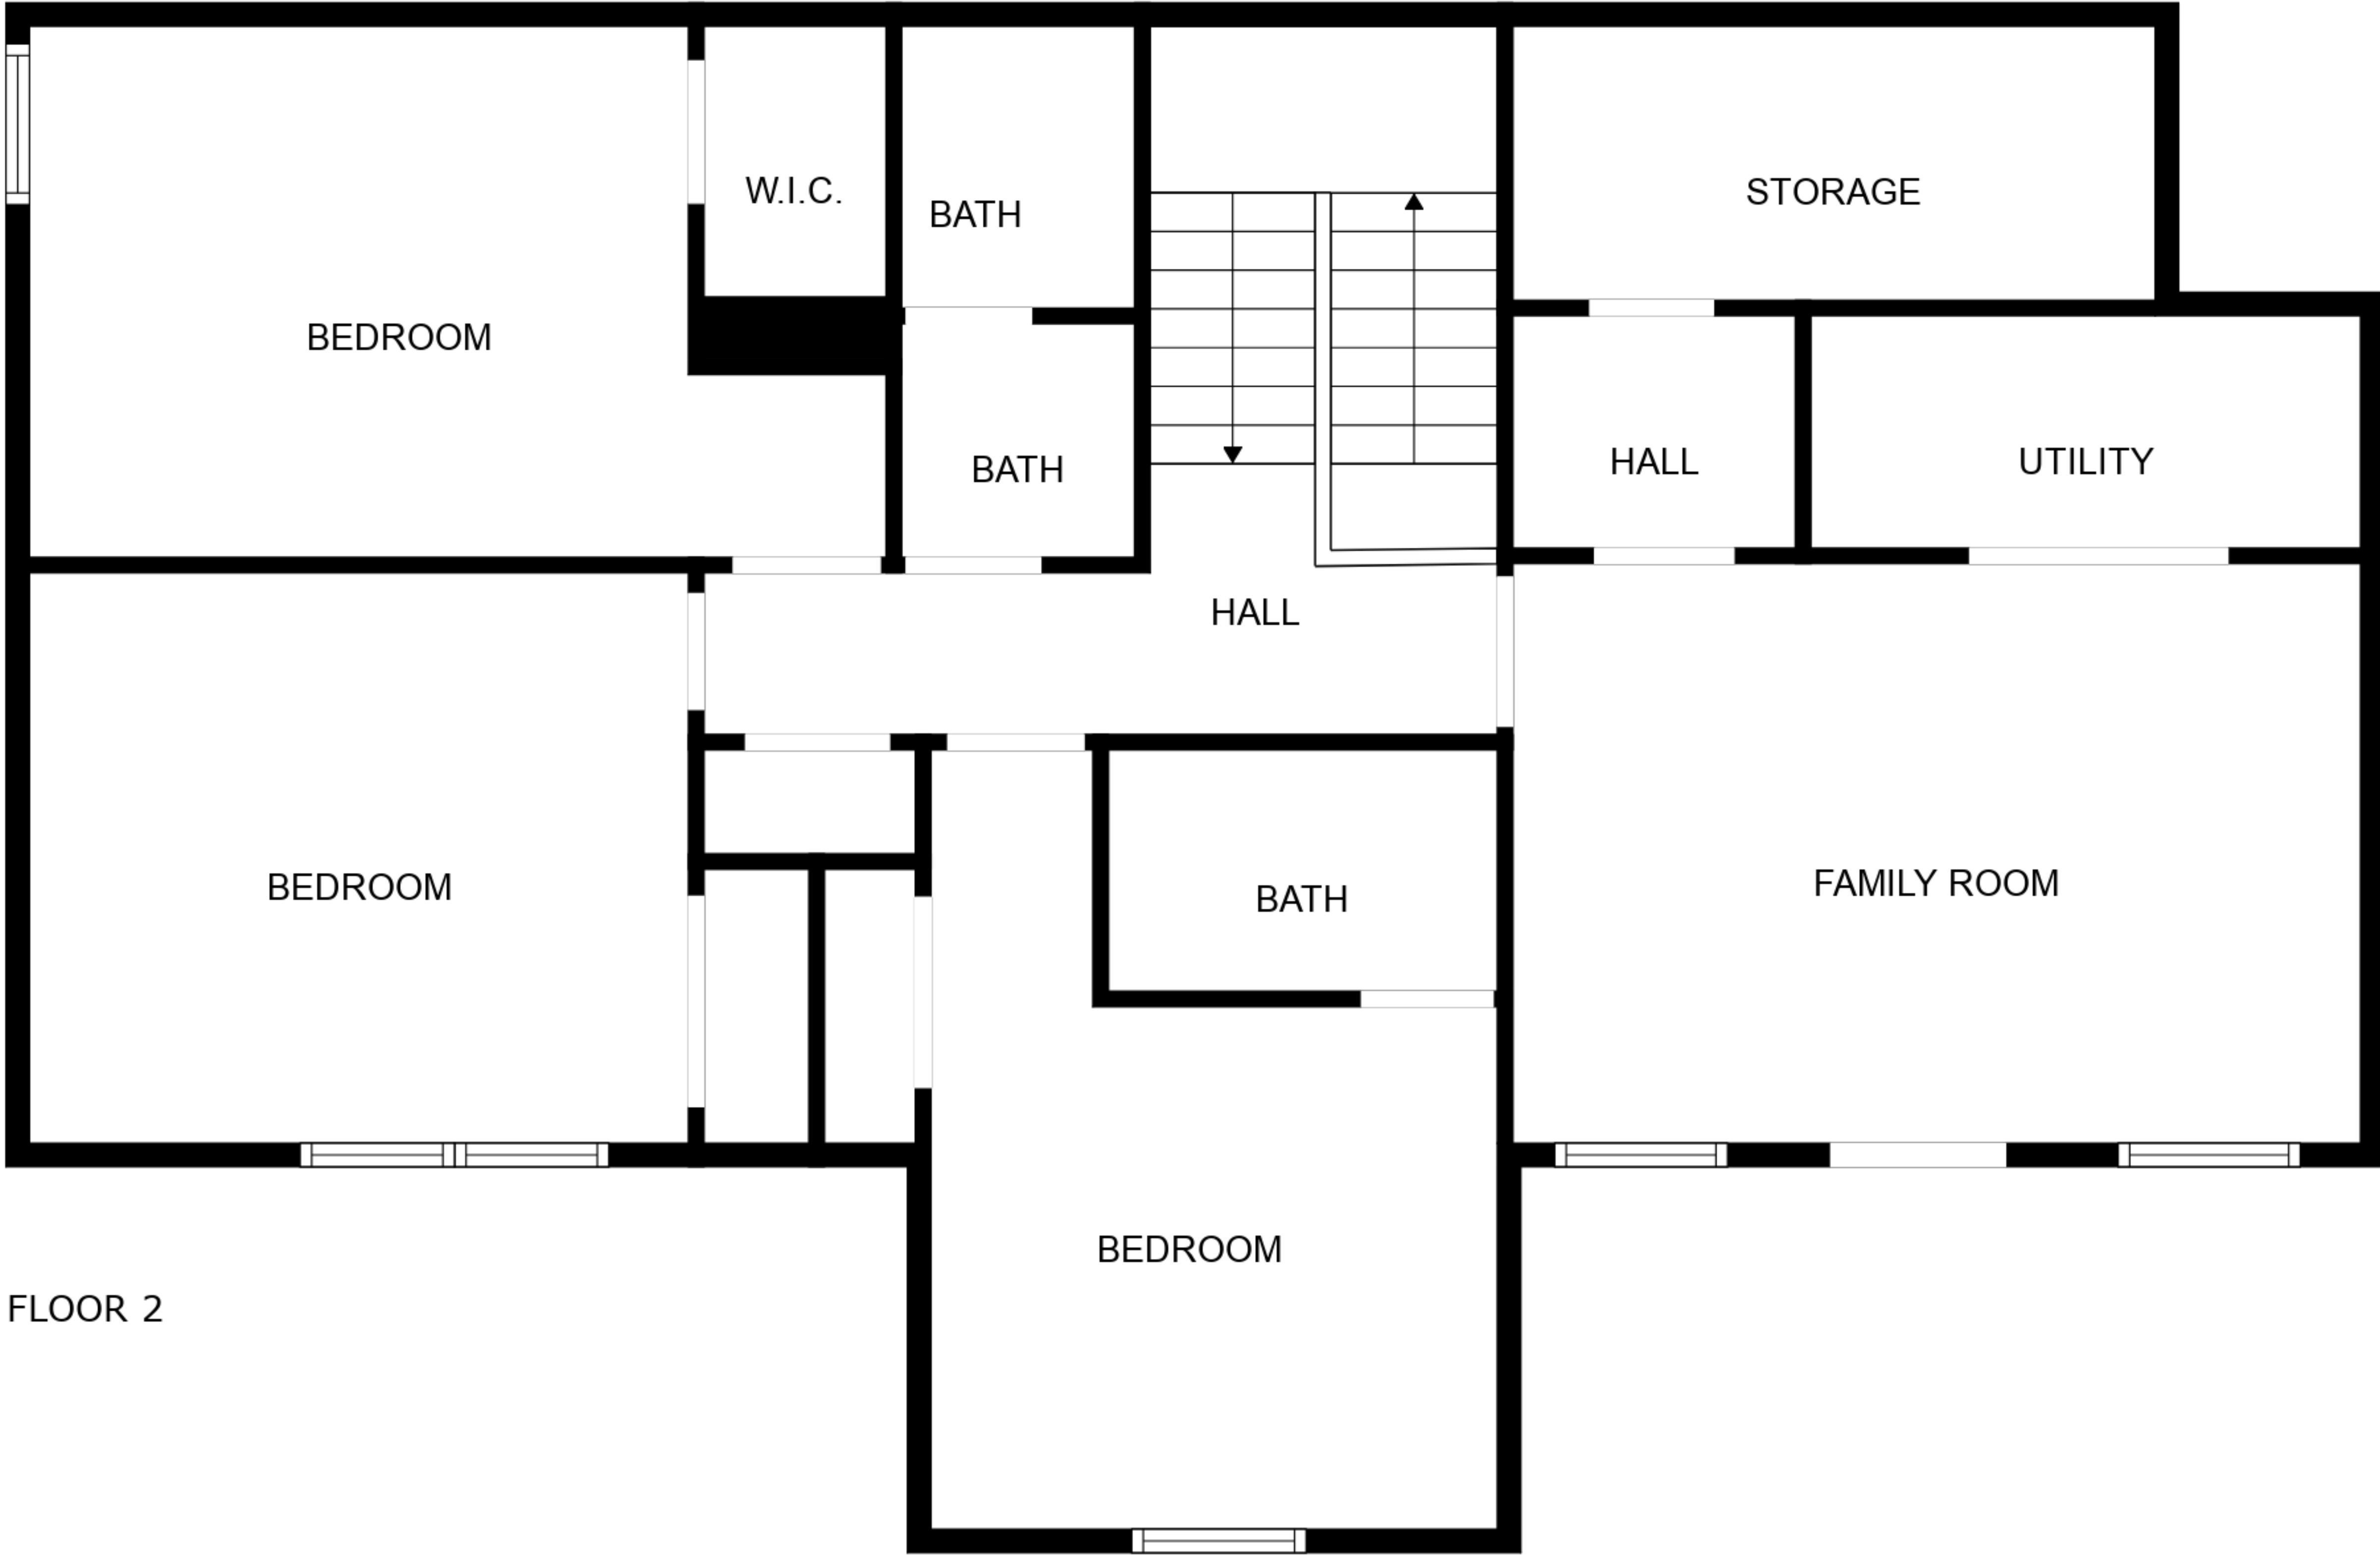 W.I.C.
BATH
STORAGE
BEDROOM
BATH
HALL
UTILITY
HALL
BEDROOM
BATH
FAMILY ROOM
BEDROOM
FLOOR 2